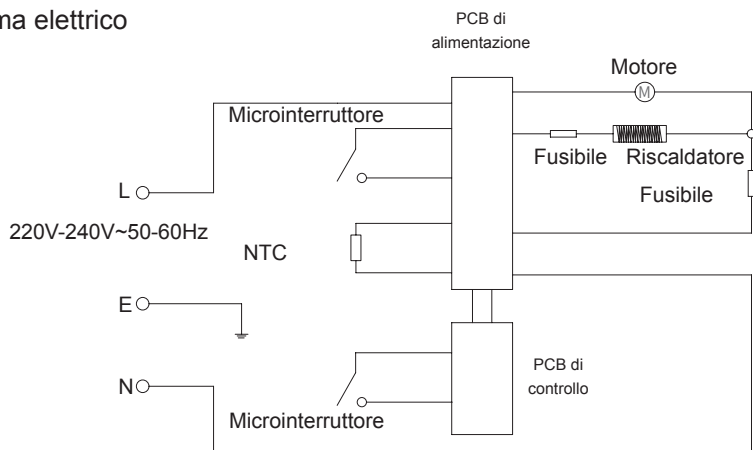 ma elettrico
PCB di
alimentazione
Motore
M
Microinterruttore
Fusibile
Riscaldatore
L
Fusibile
220V-240V~50-60Hz
NTC
E
PCB di
controllo
N
Microinterruttore